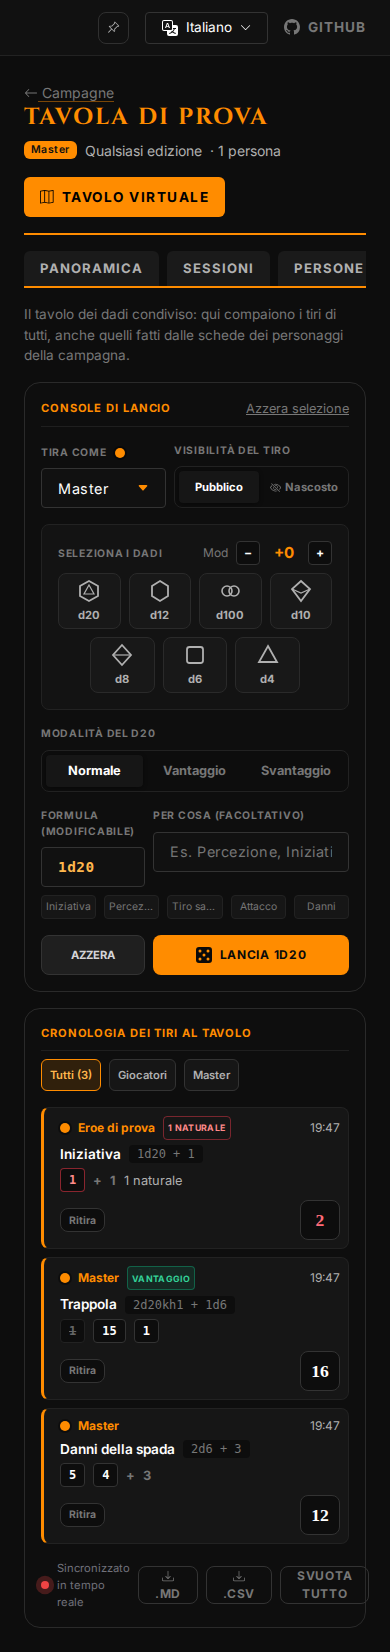 Italiano
GITHUB
← Campagne
TAVOLA DI PROVA
Master Qualsiasi edizione · 1 persona
TAVOLO VIRTUALE
PANORAMICA SESSIONI PERSONE
Il tavolo dei dadi condiviso: qui compaiono i tiri di
tutti, anche quelli fatti dalle schede dei personaggi
della campagna.
CONSOLE DI LANCIO Azzera selezione
TIRA COME VISIBILITÀ DEL TIRO
Master Pubblico Nascosto
SELEZIONA I DADI Mod − +0 +
d20 d12 d100 d10
d8 d6 d4
MODALITÀ DEL D20
Normale Vantaggio Svantaggio
FORMULA
(MODIFICABILE)
PER COSA (FACOLTATIVO)
1d20 Es. Percezione, Iniziati
Iniziativa Percez... Tiro sa... Attacco Danni
AZZERA LANCIA 1D20
CRONOLOGIA DEI TIRI AL TAVOLO
Tutti (3) Giocatori Master
Eroe di prova 1 NATURALE 19:47
Iniziativa 1d20 + 1
1 + 1 1 naturale
Ritira 2
Master VANTAGGIO 19:47
Trappola 2d20kh1 + 1d6
1 15 1
Ritira 16
Master 19:47
Danni della spada 2d6 + 3
5 4 + 3
Ritira 12
Sincronizzato
in tempo
reale
.MD
.CSV
SVUOTA
TUTTO